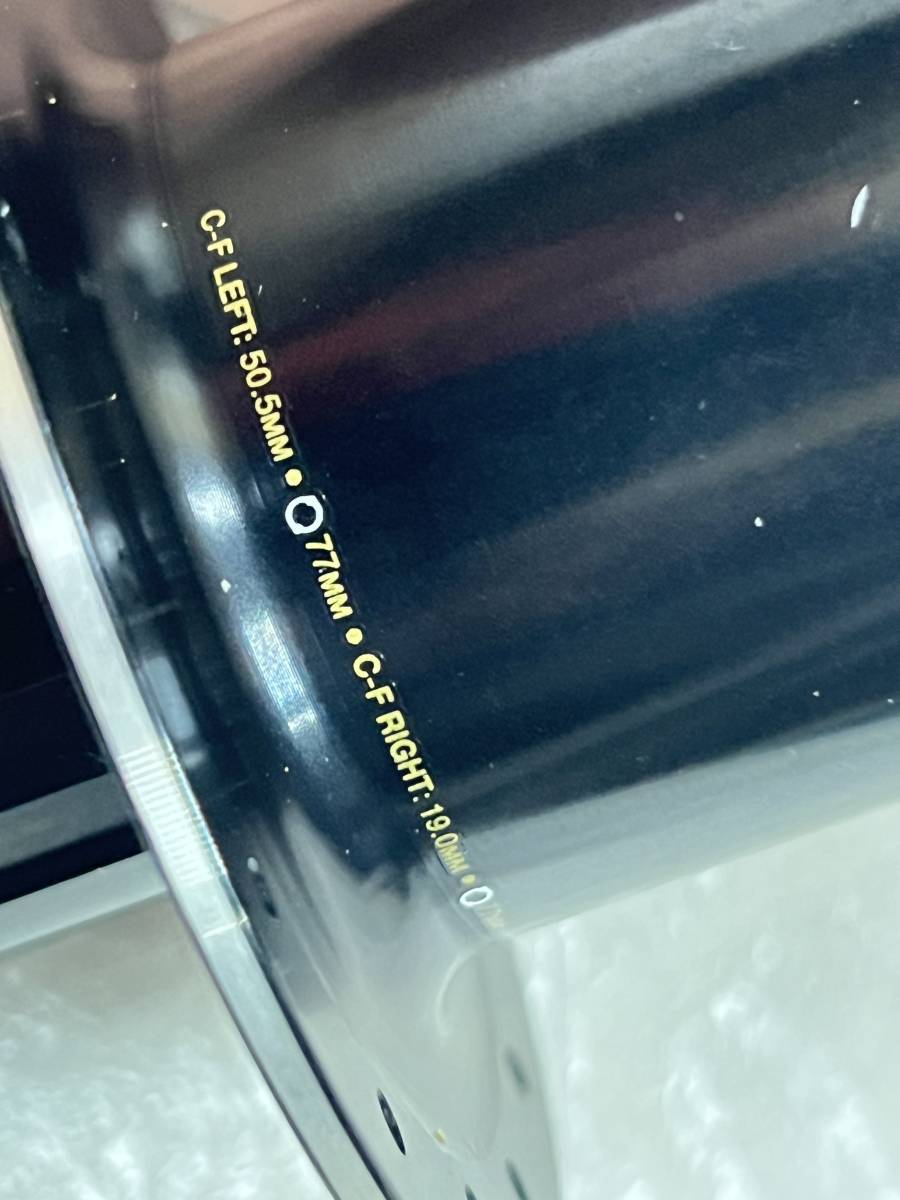 C-F LEFT: 50.5MM • O 77MM • C-F RIGHT: 19.0MM • O